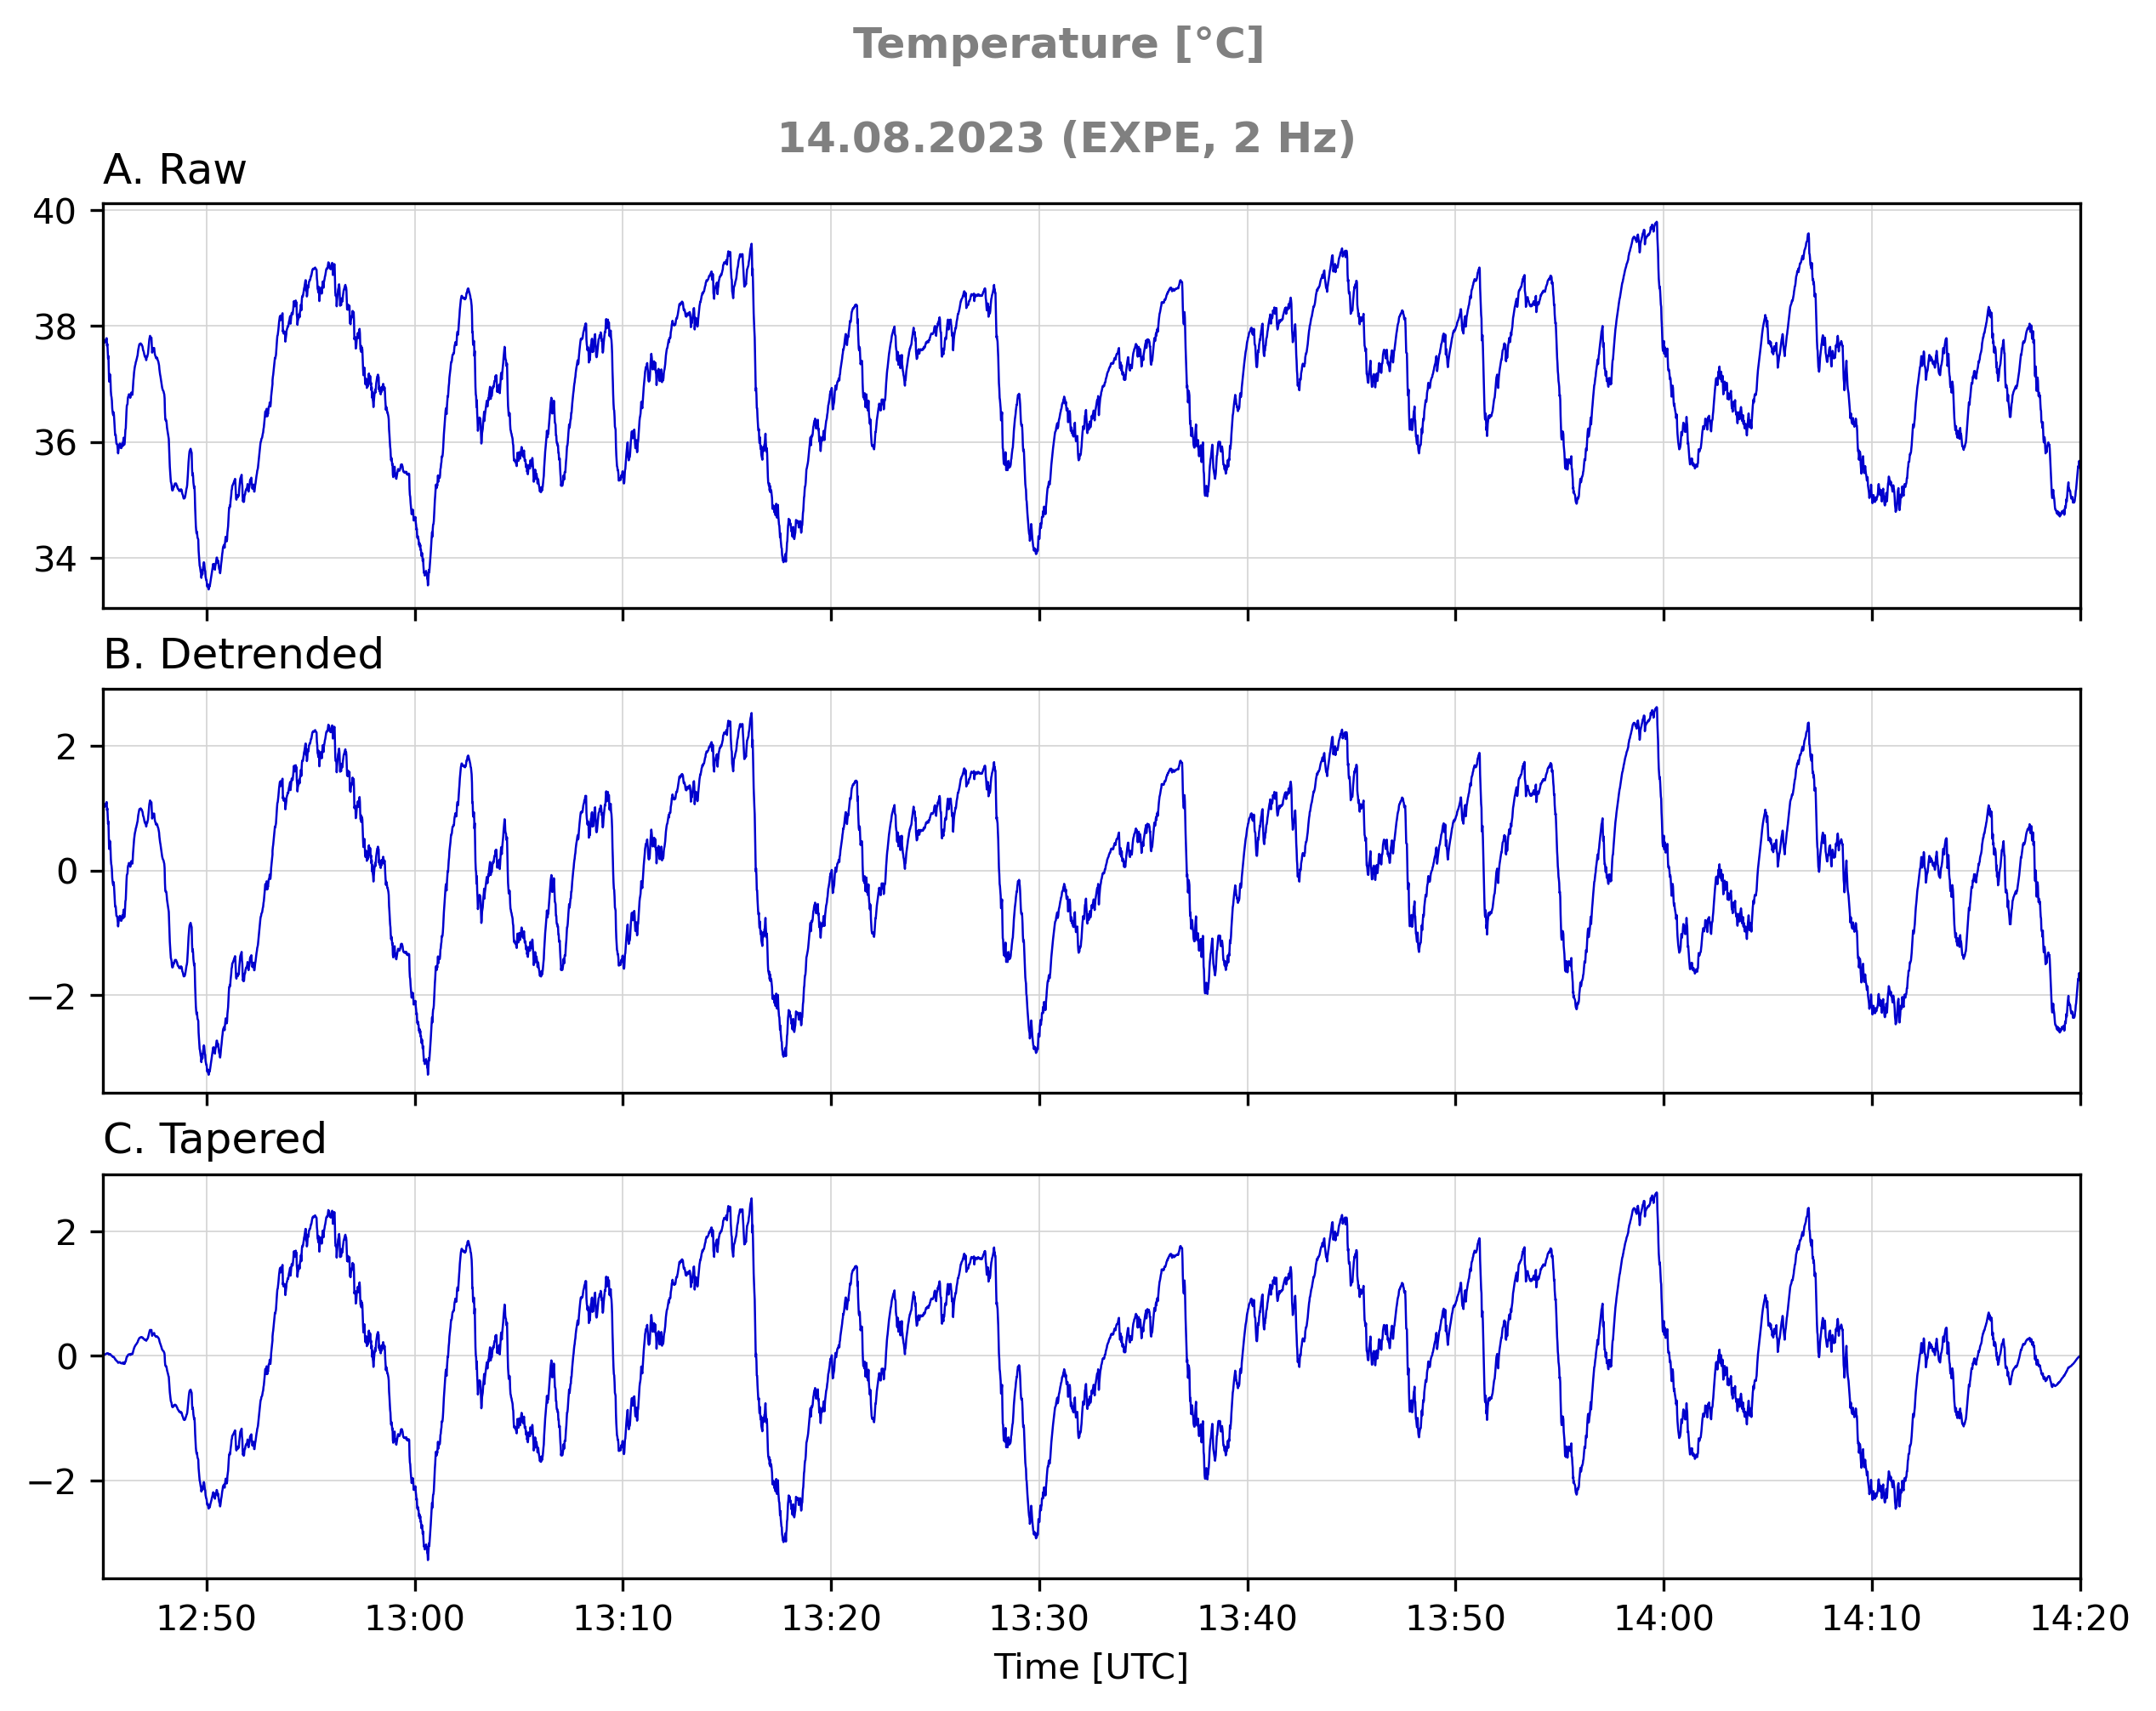 Temperature [°C]
14.08.2023 (EXPE, 2 Hz)
A. Raw
40
38
36
34
B. Detrended
2
0
−2
C. Tapered
2
0
−2
12:50 13:00 13:10 13:20 13:30 13:40 13:50 14:00 14:10 14:20
Time [UTC]